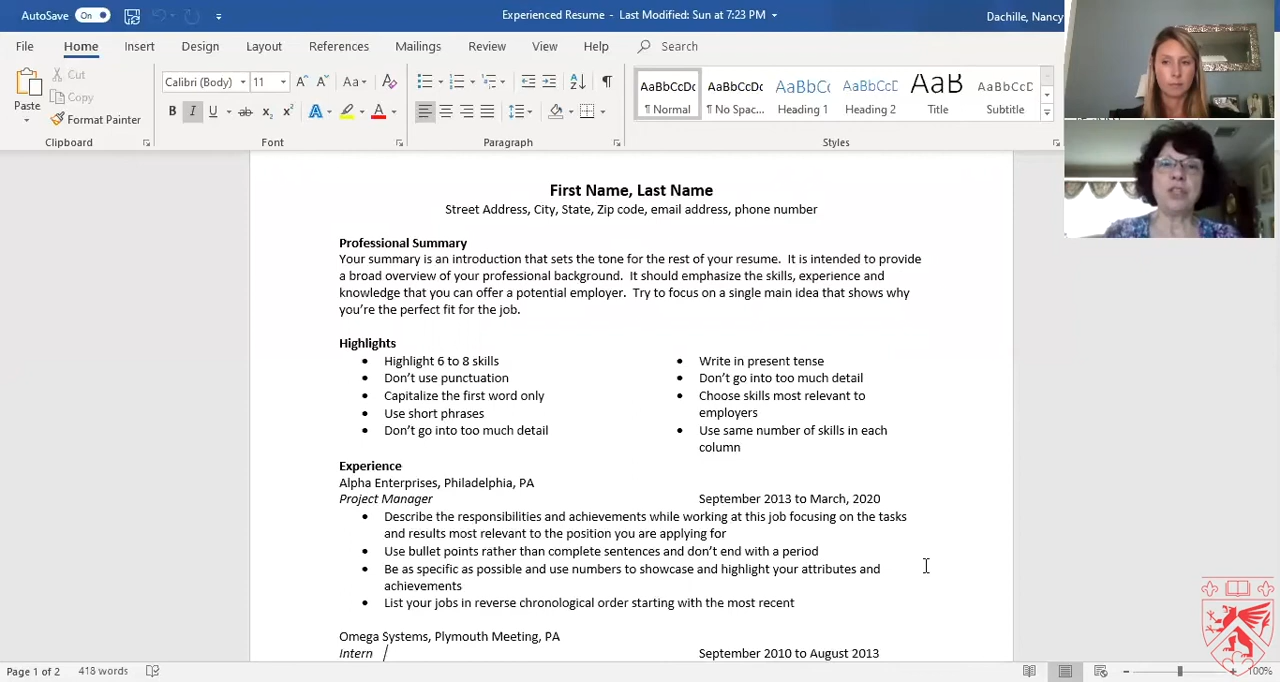 AutoSave On Experienced Resume - Last Modified: Sun at 7:23 PM Dachille, Nancy
File Home Insert Design Layout References Mailings Review View Help Search
Paste
Cut
Copy
Format Painter
Clipboard
Calibri (Body) 11
Font
Paragraph
AaBbCcDc AaBbCcDc AaBbCc AaBbCcD AaB AaBbCcD
¶ Normal ¶ No Spac... Heading 1 Heading 2 Title Subtitle
Styles
First Name, Last Name
Street Address, City, State, Zip code, email address, phone number
Professional Summary
Your summary is an introduction that sets the tone for the rest of your resume. It is intended to provide
a broad overview of your professional background. It should emphasize the skills, experience and
knowledge that you can offer a potential employer. Try to focus on a single main idea that shows why
you’re the perfect fit for the job.
Highlights
• Highlight 6 to 8 skills
• Don’t use punctuation
• Capitalize the first word only
• Use short phrases
• Don’t go into too much detail
• Write in present tense
• Don’t go into too much detail
• Choose skills most relevant to
employers
• Use same number of skills in each
column
Experience
Alpha Enterprises, Philadelphia, PA
Project Manager September 2013 to March, 2020
• Describe the responsibilities and achievements while working at this job focusing on the tasks
and results most relevant to the position you are applying for
• Use bullet points rather than complete sentences and don’t end with a period
• Be as specific as possible and use numbers to showcase and highlight your attributes and
achievements
• List your jobs in reverse chronological order starting with the most recent
Omega Systems, Plymouth Meeting, PA
Intern September 2010 to August 2013
Page 1 of 2 418 words 100%